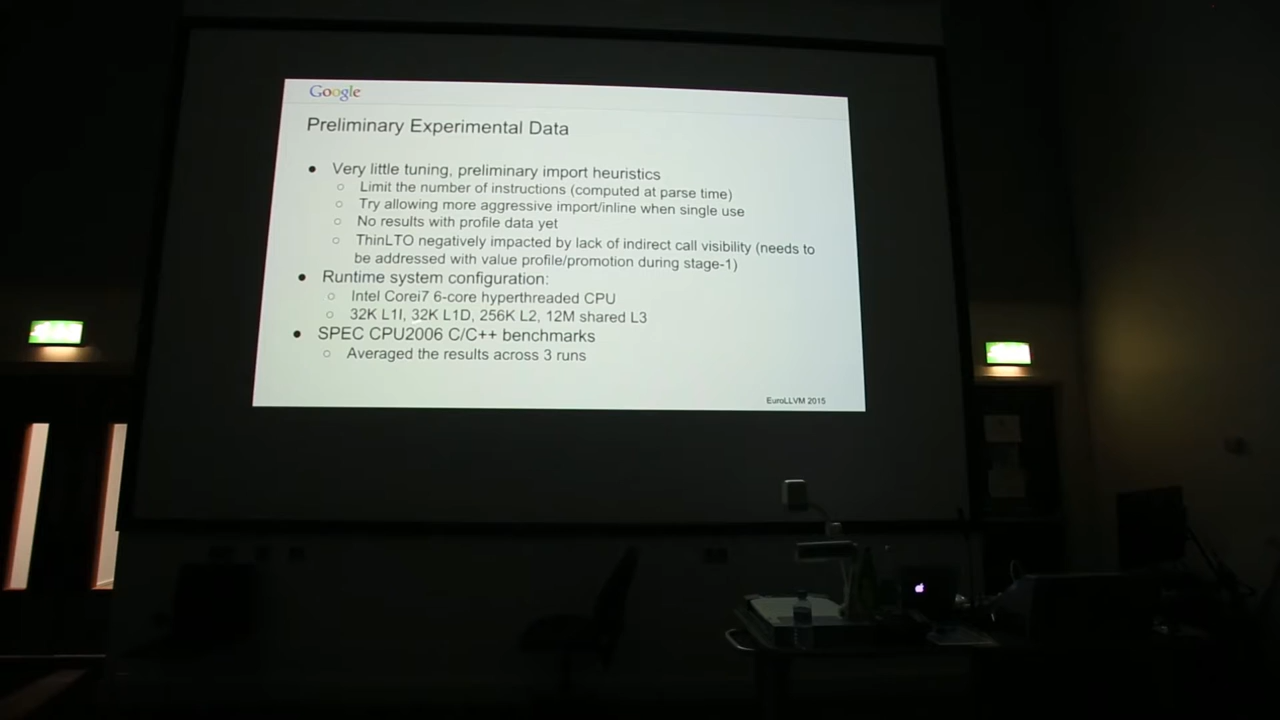 Google
Preliminary Experimental Data
● Very little tuning, preliminary import heuristics
○ Limit the number of instructions (computed at parse time)
○ Try allowing more aggressive import/inline when single use
○ No results with profile data yet
○ ThinLTO negatively impacted by lack of indirect call visibility (needs to
be addressed with value profile/promotion during stage-1)
● Runtime system configuration:
○ Intel Corei7 6-core hyperthreaded CPU
○ 32K L1I, 32K L1D, 256K L2, 12M shared L3
● SPEC CPU2006 C/C++ benchmarks
○ Averaged the results across 3 runs
EuroLLVM 2015